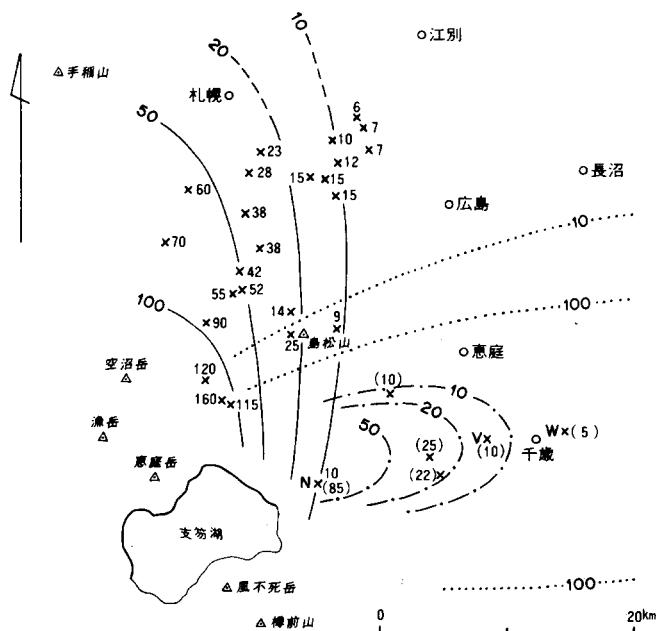 10
江別
20
手稲山
札幌
50
6
7
10
7
23
12
28
15
15
長沼
60
15
広島
38
10
70
38
42
55
52
100
100
14
9
90
島松山
25
恵庭
空沼岳
120
(10)
10
160
115
20
漁岳
50
V
W
(5)
(25)
(10)
千歳
恵庭岳
(22)
N
10
(85)
支笏湖
風不死岳
100
樽前山
0
20km